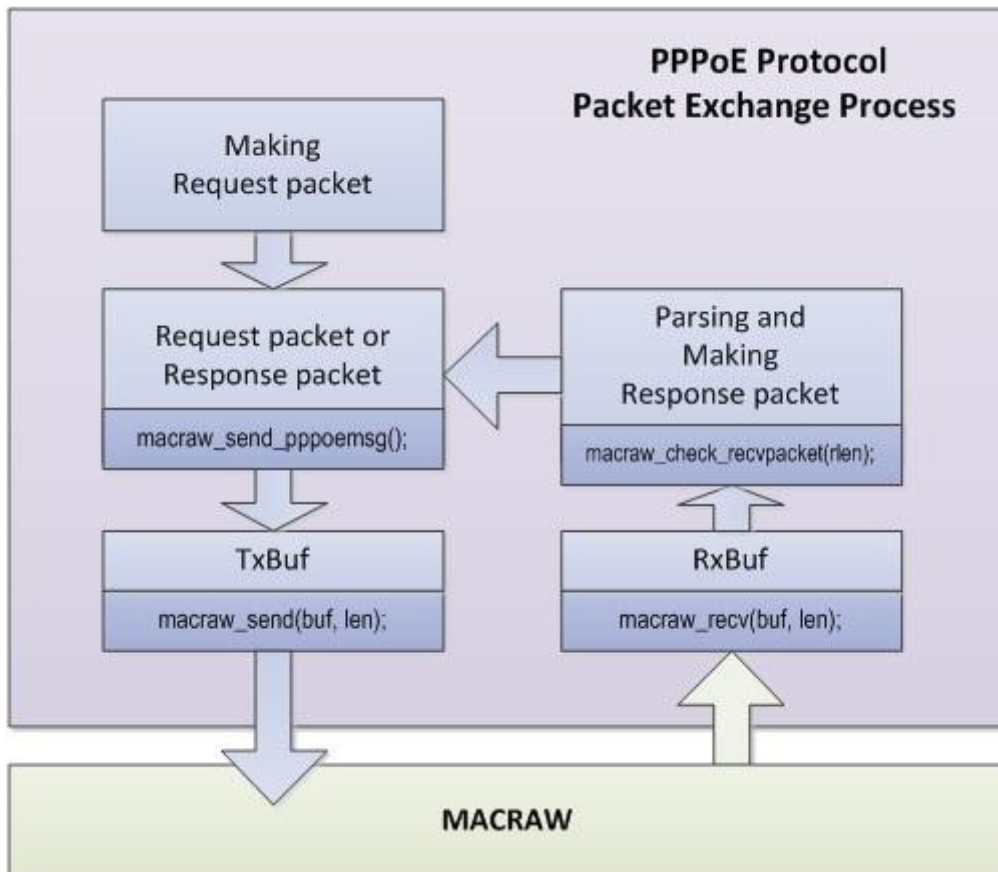 PPPoE Protocol
Packet Exchange Process
Making
Request packet
Request packet or
Response packet
macraw_send_pppoemsg();
Parsing and
Making
Response packet
macraw_check_recvpacket(rlen);
TxBuf
macraw_send(buf, len);
RxBuf
macraw_recv(buf, len);
MACRAW